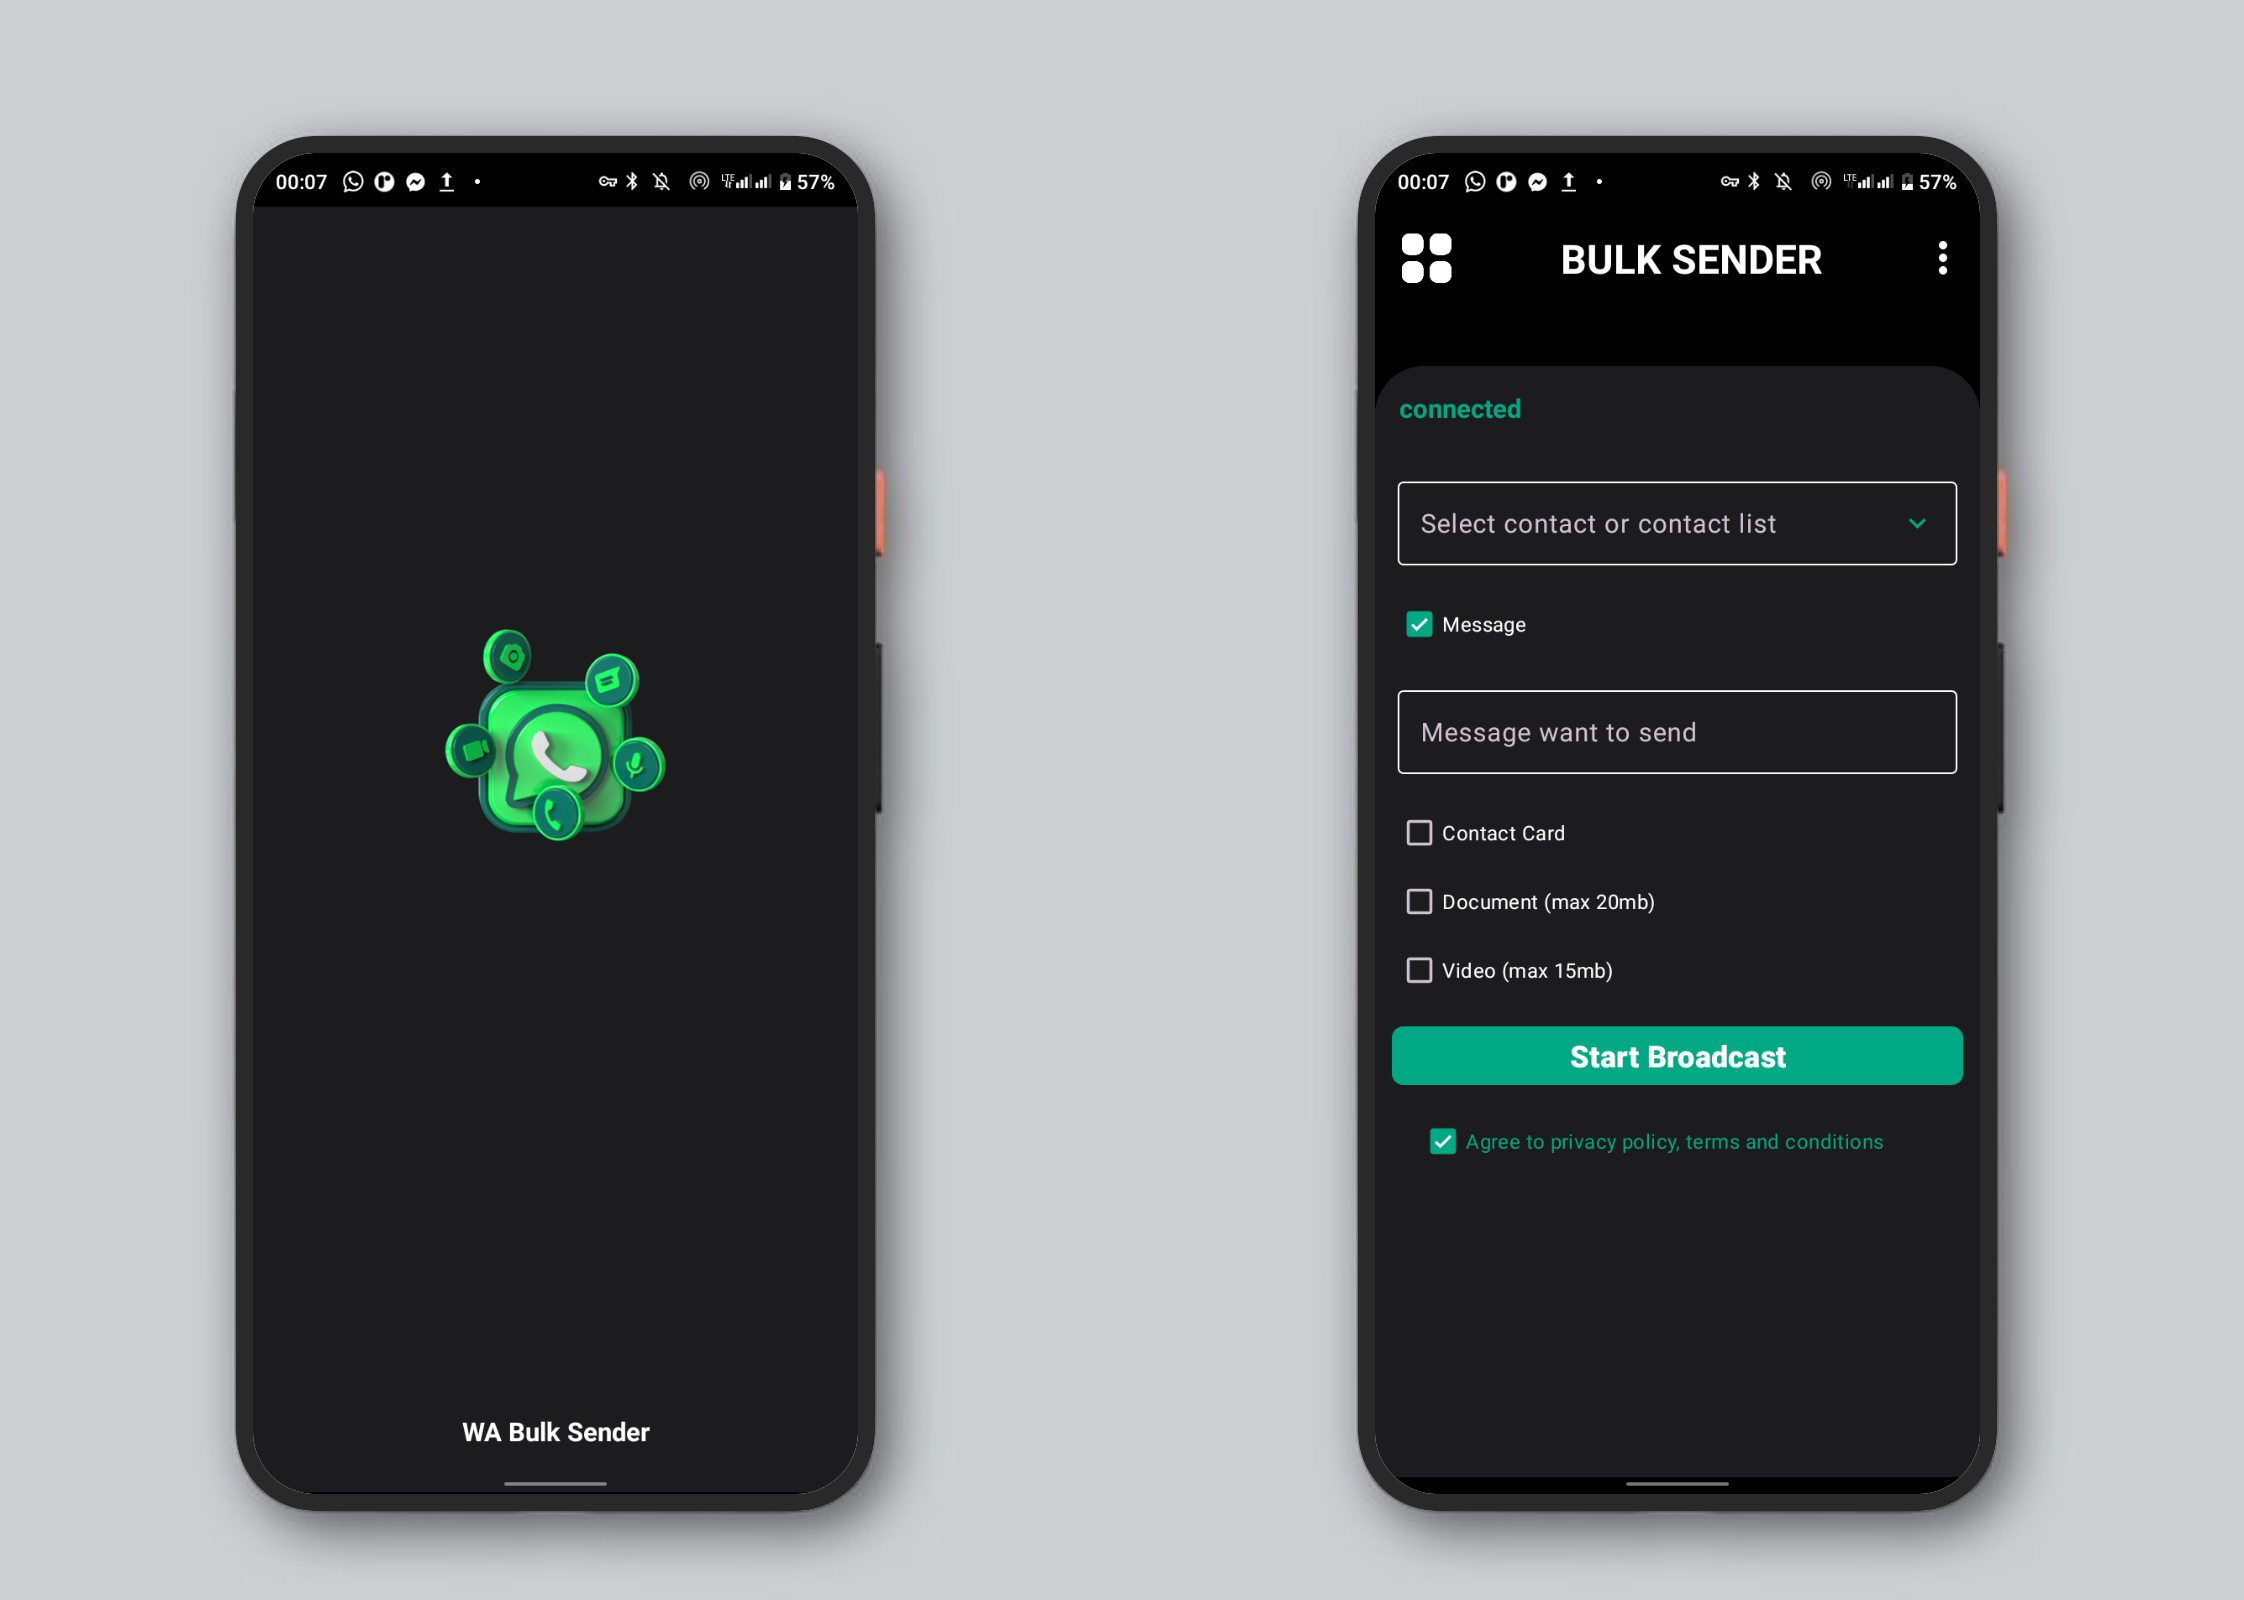 00:07
57%
WA Bulk Sender
00:07
LTE
57%
BULK SENDER
connected
Select contact or contact list
Message
Message want to send
Contact Card
Document (max 20mb)
Video (max 15mb)
Start Broadcast
Agree to privacy policy, terms and conditions